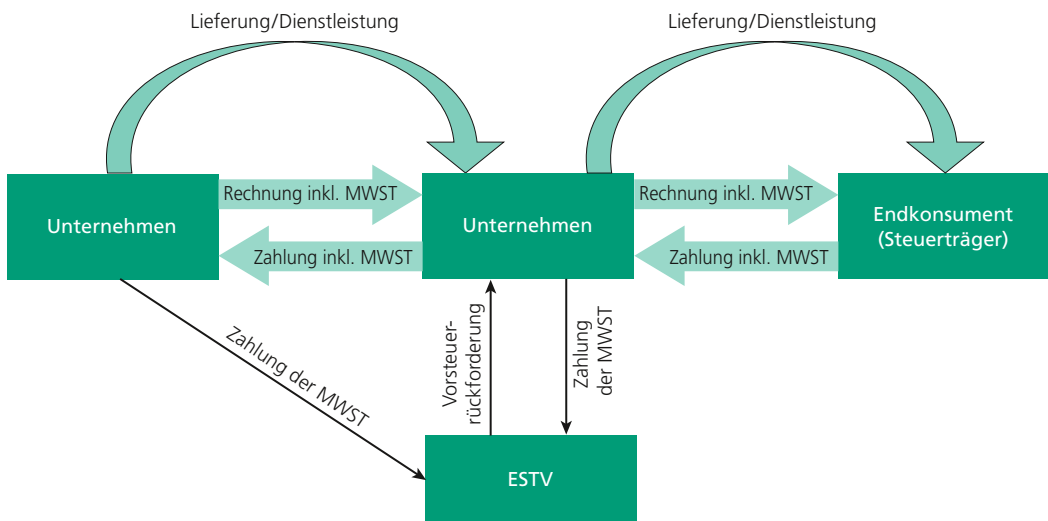 Lieferung/Dienstleistung
Lieferung/Dienstleistung
Unternehmen
Rechnung inkl. MWST
Zahlung inkl. MWST
Unternehmen
Rechnung inkl. MWST
Zahlung inkl. MWST
Endkonsument
(Steuerträger)
Zahlung der MWST
Vorsteuer-
rückforderung
Zahlung
der MWST
ESTV